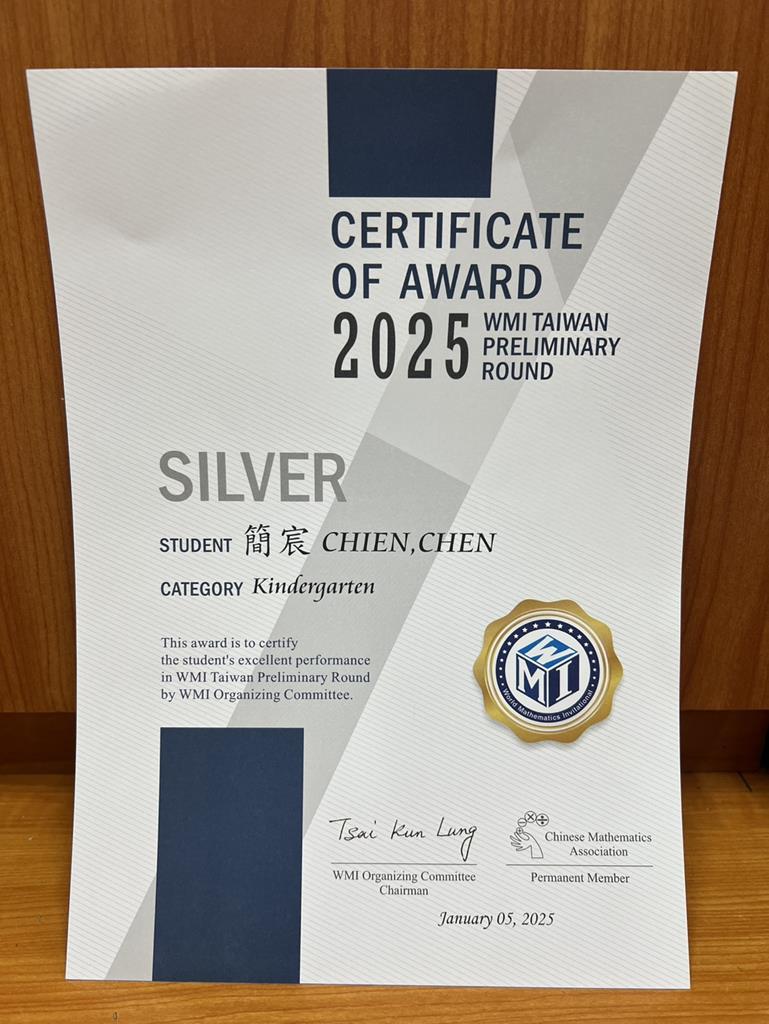 CERTIFICATE
OF AWARD
2025 WMI TAIWAN
PRELIMINARY
ROUND
SILVER
STUDENT 簡宸 CHIEN,CHEN
CATEGORY Kindergarten
This award is to certify
the student's excellent performance
in WMI Taiwan Preliminary Round
by WMI Organizing Committee.
WMI
World Mathematics Invitational
Tsai Kun Lung
WMI Organizing Committee
Chairman
Chinese Mathematics
Association
Permanent Member
January 05, 2025